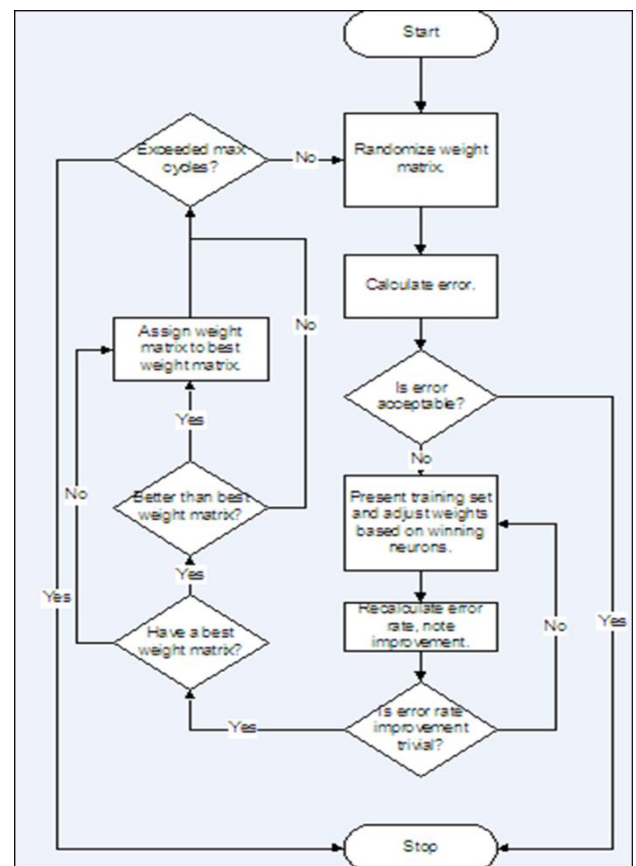 Start
Exceeded max
cycles?
No
Randomize weight
matrix.
Calculate error.
No
Assign weight
matrix to best
weight matrix.
Is error
acceptable?
Yes
No
No
Better than best
weight matrix?
Present training set
and adjust weights
based on winning
neurons.
Yes
Yes
Recalculate error
rate, note
improvement.
No
Yes
Have a best
weight matrix?
Is error rate
improvement
trivial?
Yes
Stop